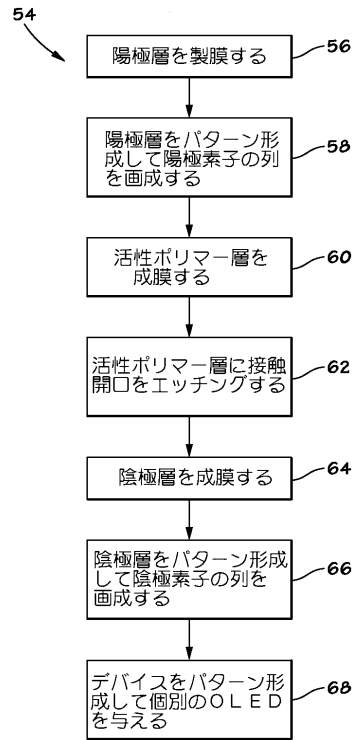 54
陽極層を製膜する
56
陽極層をパターン形
成して陽極素子の列
を画成する
58
活性ポリマー層を
成膜する
60
活性ポリマー層に接触
開口をエッチングする
62
陰極層を成膜する
64
陰極層をパターン形成
して陰極素子の列を
画成する
66
デバイスをパターン形
成して個別のＯＬＥＤ
を与える
68